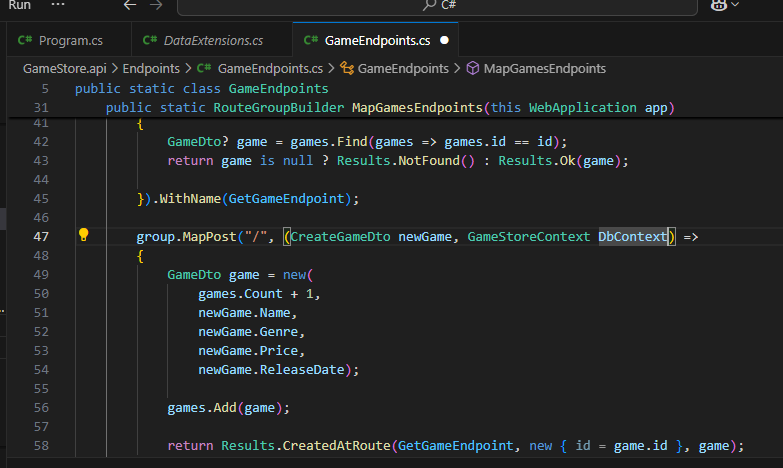 Run ··· ← → C#
C# Program.cs C# DataExtensions.cs C# GameEndpoints.cs ●
GameStore.api > Endpoints > C# GameEndpoints.cs > GameEndpoints > MapGamesEndpoints
5 public static class GameEndpoints
31 public static RouteGroupBuilder MapGamesEndpoints(this WebApplication app)
41 {
42 GameDto? game = games.Find(games => games.id == id);
43 return game is null ? Results.NotFound() : Results.Ok(game);
44
45 }).WithName(GetGameEndpoint);
46
47 group.MapPost("/", (CreateGameDto newGame, GameStoreContext DbContext) =>
48 {
49 GameDto game = new(
50 games.Count + 1,
51 newGame.Name,
52 newGame.Genre,
53 newGame.Price,
54 newGame.ReleaseDate);
55
56 games.Add(game);
57
58 return Results.CreatedAtRoute(GetGameEndpoint, new { id = game.id }, game);